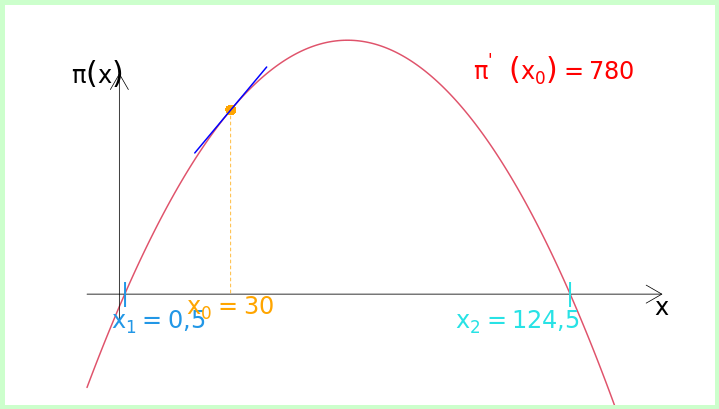 π(x)
π'(x₀) = 780
x₀ = 30
x
x₁ = 0,5
x₂ = 124,5